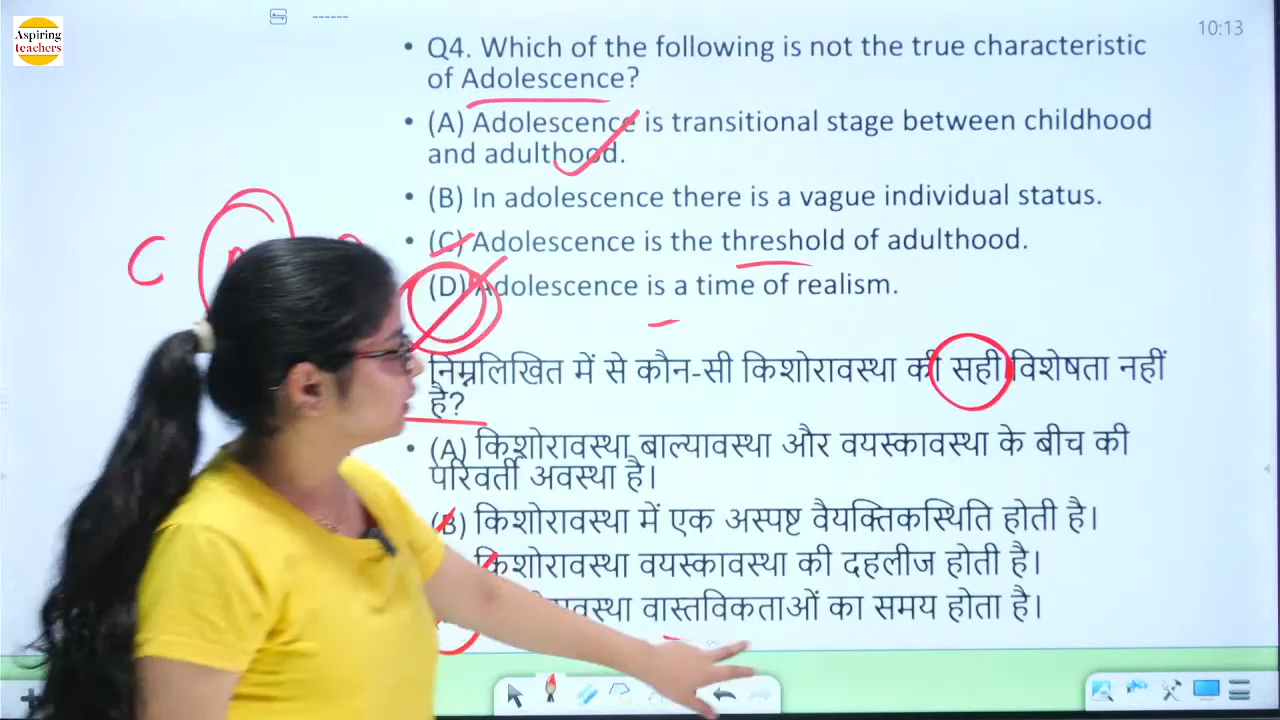 Aspiring
teachers
10:13
• Q4. Which of the following is not the true characteristic
of Adolescence?
• (A) Adolescence is transitional stage between childhood
and adulthood.
• (B) In adolescence there is a vague individual status.
• (C) Adolescence is the threshold of adulthood.
(D) Adolescence is a time of realism.
C
निम्नलिखित में से कौन-सी किशोरावस्था की सही विशेषता नहीं
है?
• (A) किशोरावस्था बाल्यावस्था और वयस्कावस्था के बीच की
परिवर्ती अवस्था है।
(B) किशोरावस्था में एक अस्पष्ट वैयक्तिकस्थिति होती है।
किशोरावस्था वयस्कावस्था की दहलीज होती है।
वास्तविकताओं का समय होता है।